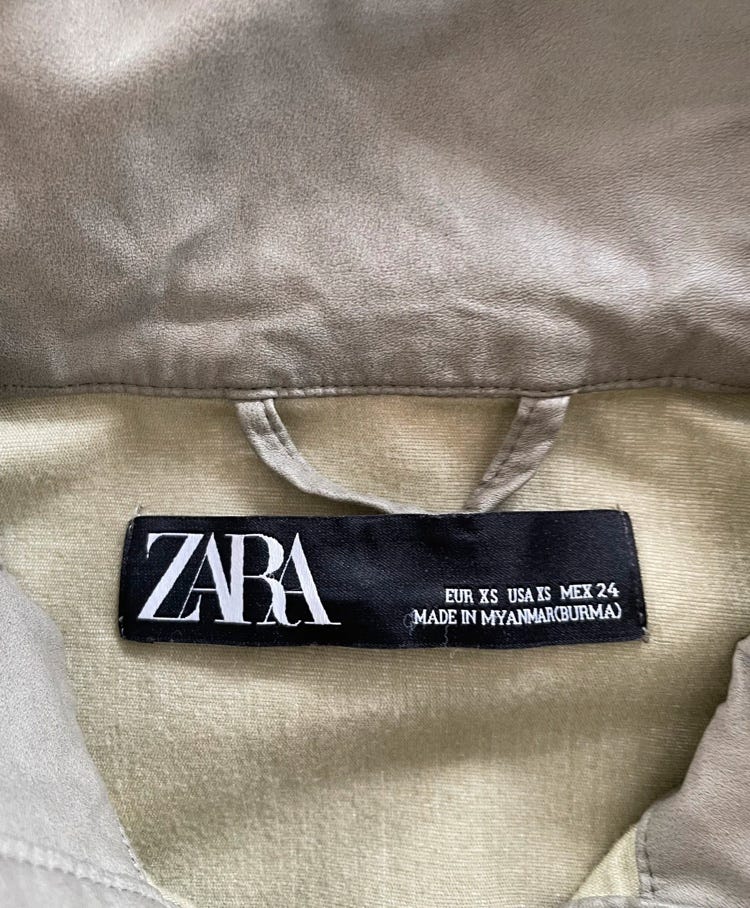 ZARA
EUR XS USA XS MEX 24
MADE IN MYANMAR(BURMA)